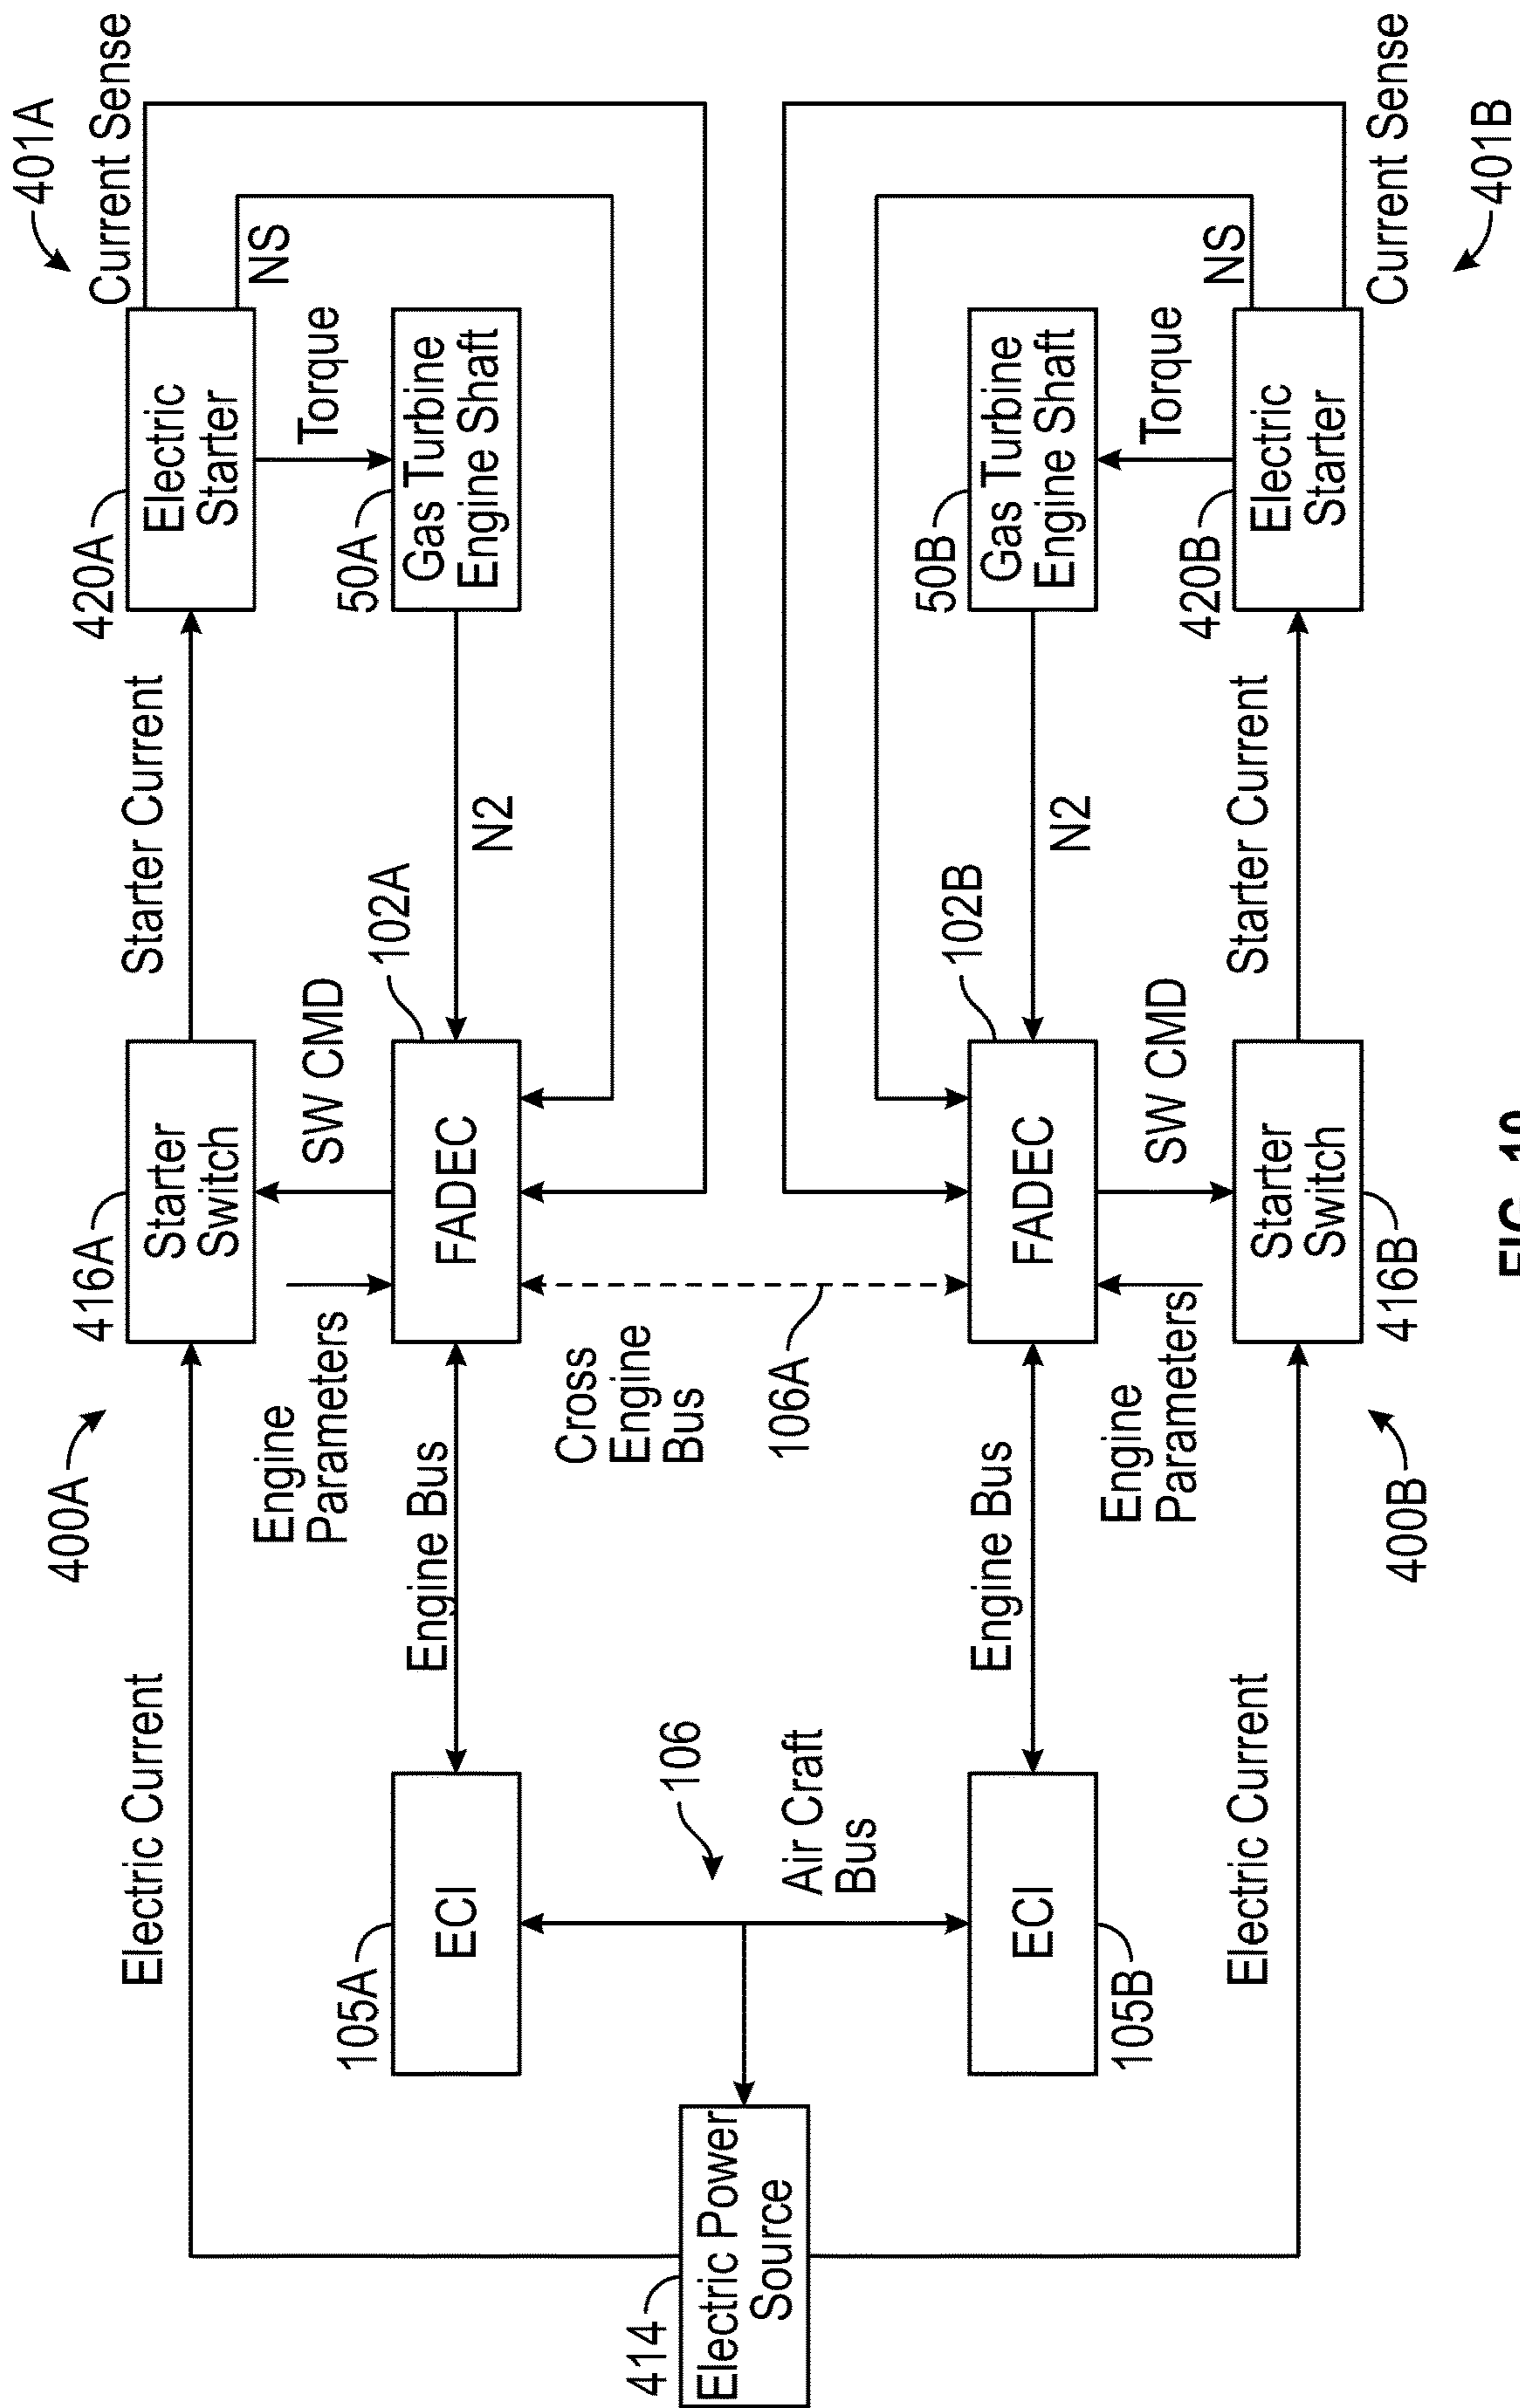 401A
400A
Current Sense
420A
416A
Electric Current
Starter Current
Electric
Starter
Starter
Switch
NS
Engine
Parameters
SW CMD
Torque
105A
102A
50A
Engine Bus
Gas Turbine
Engine Shaft
ECI
FADEC
N2
414
Cross
Engine
Bus
106
106A
Electric Power
Source
Air Craft
Bus
102B
50B
Engine Bus
Gas Turbine
Engine Shaft
ECI
FADEC
N2
105B
Engine
Parameters
SW CMD
Torque
420B
NS
Electric Current
Starter Current
Starter
Switch
Electric
Starter
416B
Current Sense
400B
401B
FIG.